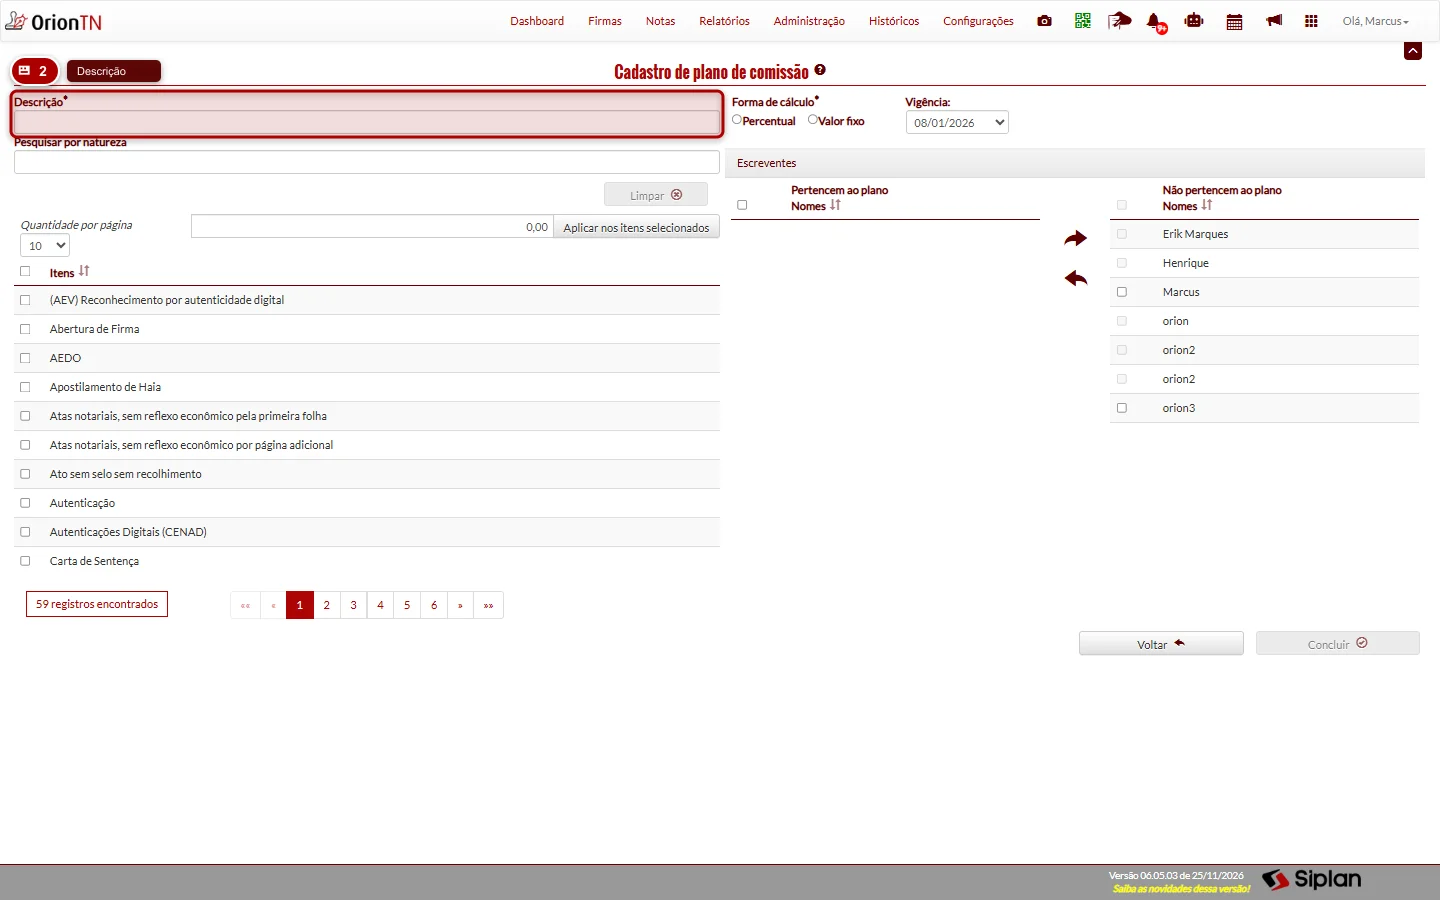 OrionTN
Dashboard Firmas Notas Relatórios Administração Históricos Configurações 9+ Olá, Marcus
2 Descrição
Cadastro de plano de comissão ?
Descrição*
Forma de cálculo*
Percentual Valor fixo
Vigência:
08/01/2026
Pesquisar por natureza
Limpar
Quantidade por página
10
0,00 Aplicar nos itens selecionados
Itens
(AEV) Reconhecimento por autenticidade digital
Abertura de Firma
AEDO
Apostilamento de Haia
Atas notariais, sem reflexo econômico pela primeira folha
Atas notariais, sem reflexo econômico por página adicional
Ato sem selo sem recolhimento
Autenticação
Autenticações Digitais (CENAD)
Carta de Sentença
59 registros encontrados
«« « 1 2 3 4 5 6 » »»
Escreventes
Pertencem ao plano
Nomes
Não pertencem ao plano
Nomes
Erik Marques
Henrique
Marcus
orion
orion2
orion2
orion3
Voltar
Concluir
Versão 06.05.03 de 25/11/2026
Saiba as novidades dessa versão!
Siplan